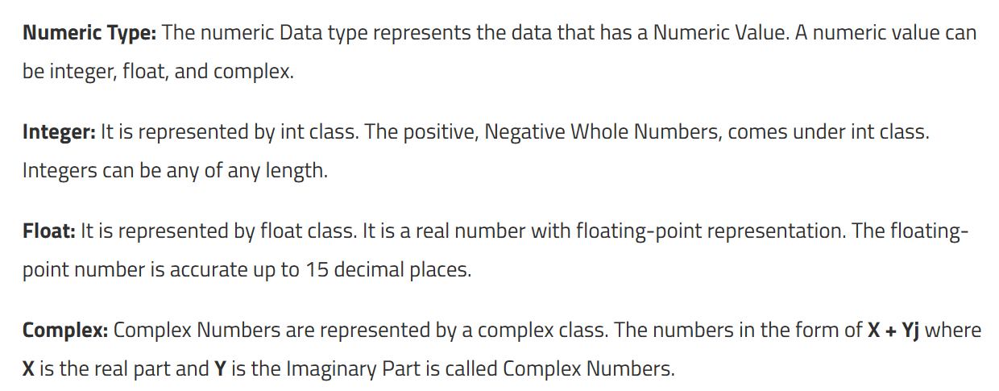 Numeric Type: The numeric Data type represents the data that has a Numeric Value. A numeric value can
be integer, float, and complex.
Integer: It is represented by int class. The positive, Negative Whole Numbers, comes under int class.
Integers can be any of any length.
Float: It is represented by float class. It is a real number with floating-point representation. The floating-
point number is accurate up to 15 decimal places.
Complex: Complex Numbers are represented by a complex class. The numbers in the form of X + Yj where
X is the real part and Y is the Imaginary Part is called Complex Numbers.